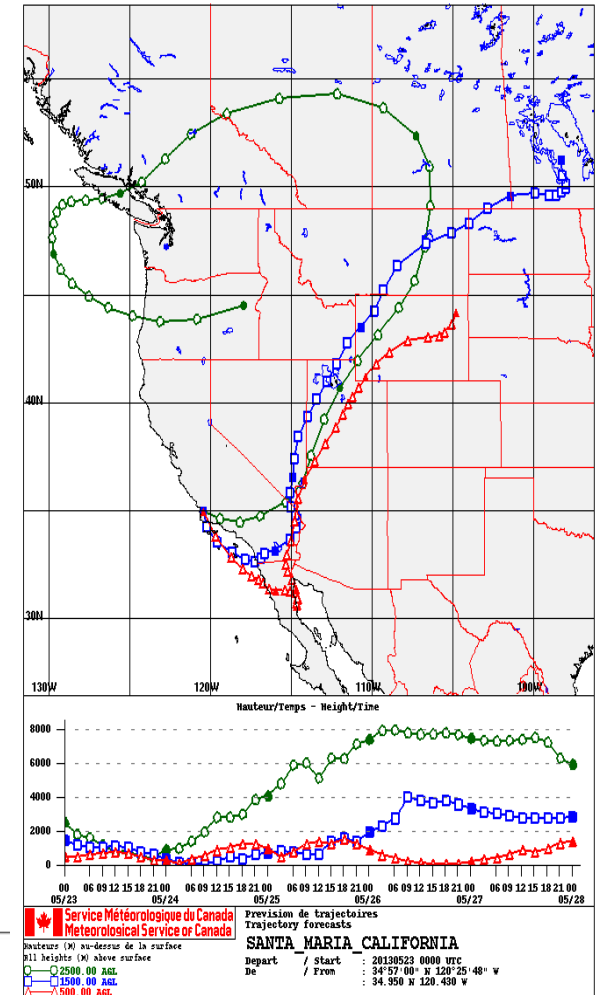 50N
40N
30N
130W 120W 110W 100W
Hauteur/Temps - Height/Time
8000
6000
4000
2000
0
00 06 09 12 15 18 21 00 06 09 12 15 18 21 00 06 09 12 15 18 21 00 06 09 12 15 18 21 00 06 09 12 15 18 21 00
05/23 05/24 05/25 05/26 05/27 05/28
Service Météorologique du Canada
Meteorological Service of Canada
Hauteurs (M) au-dessus de la surface
All heights (M) above surface
2500.00 AGL
1500.00 AGL
500.00 AGL
Prevision de trajectoires
Trajectory forecasts
SANTA_MARIA_CALIFORNIA
Depart / Start : 20130523 0000 UTC
De / From : 34°57'00" N 120°25'48" W
: 34.950 N 120.430 W